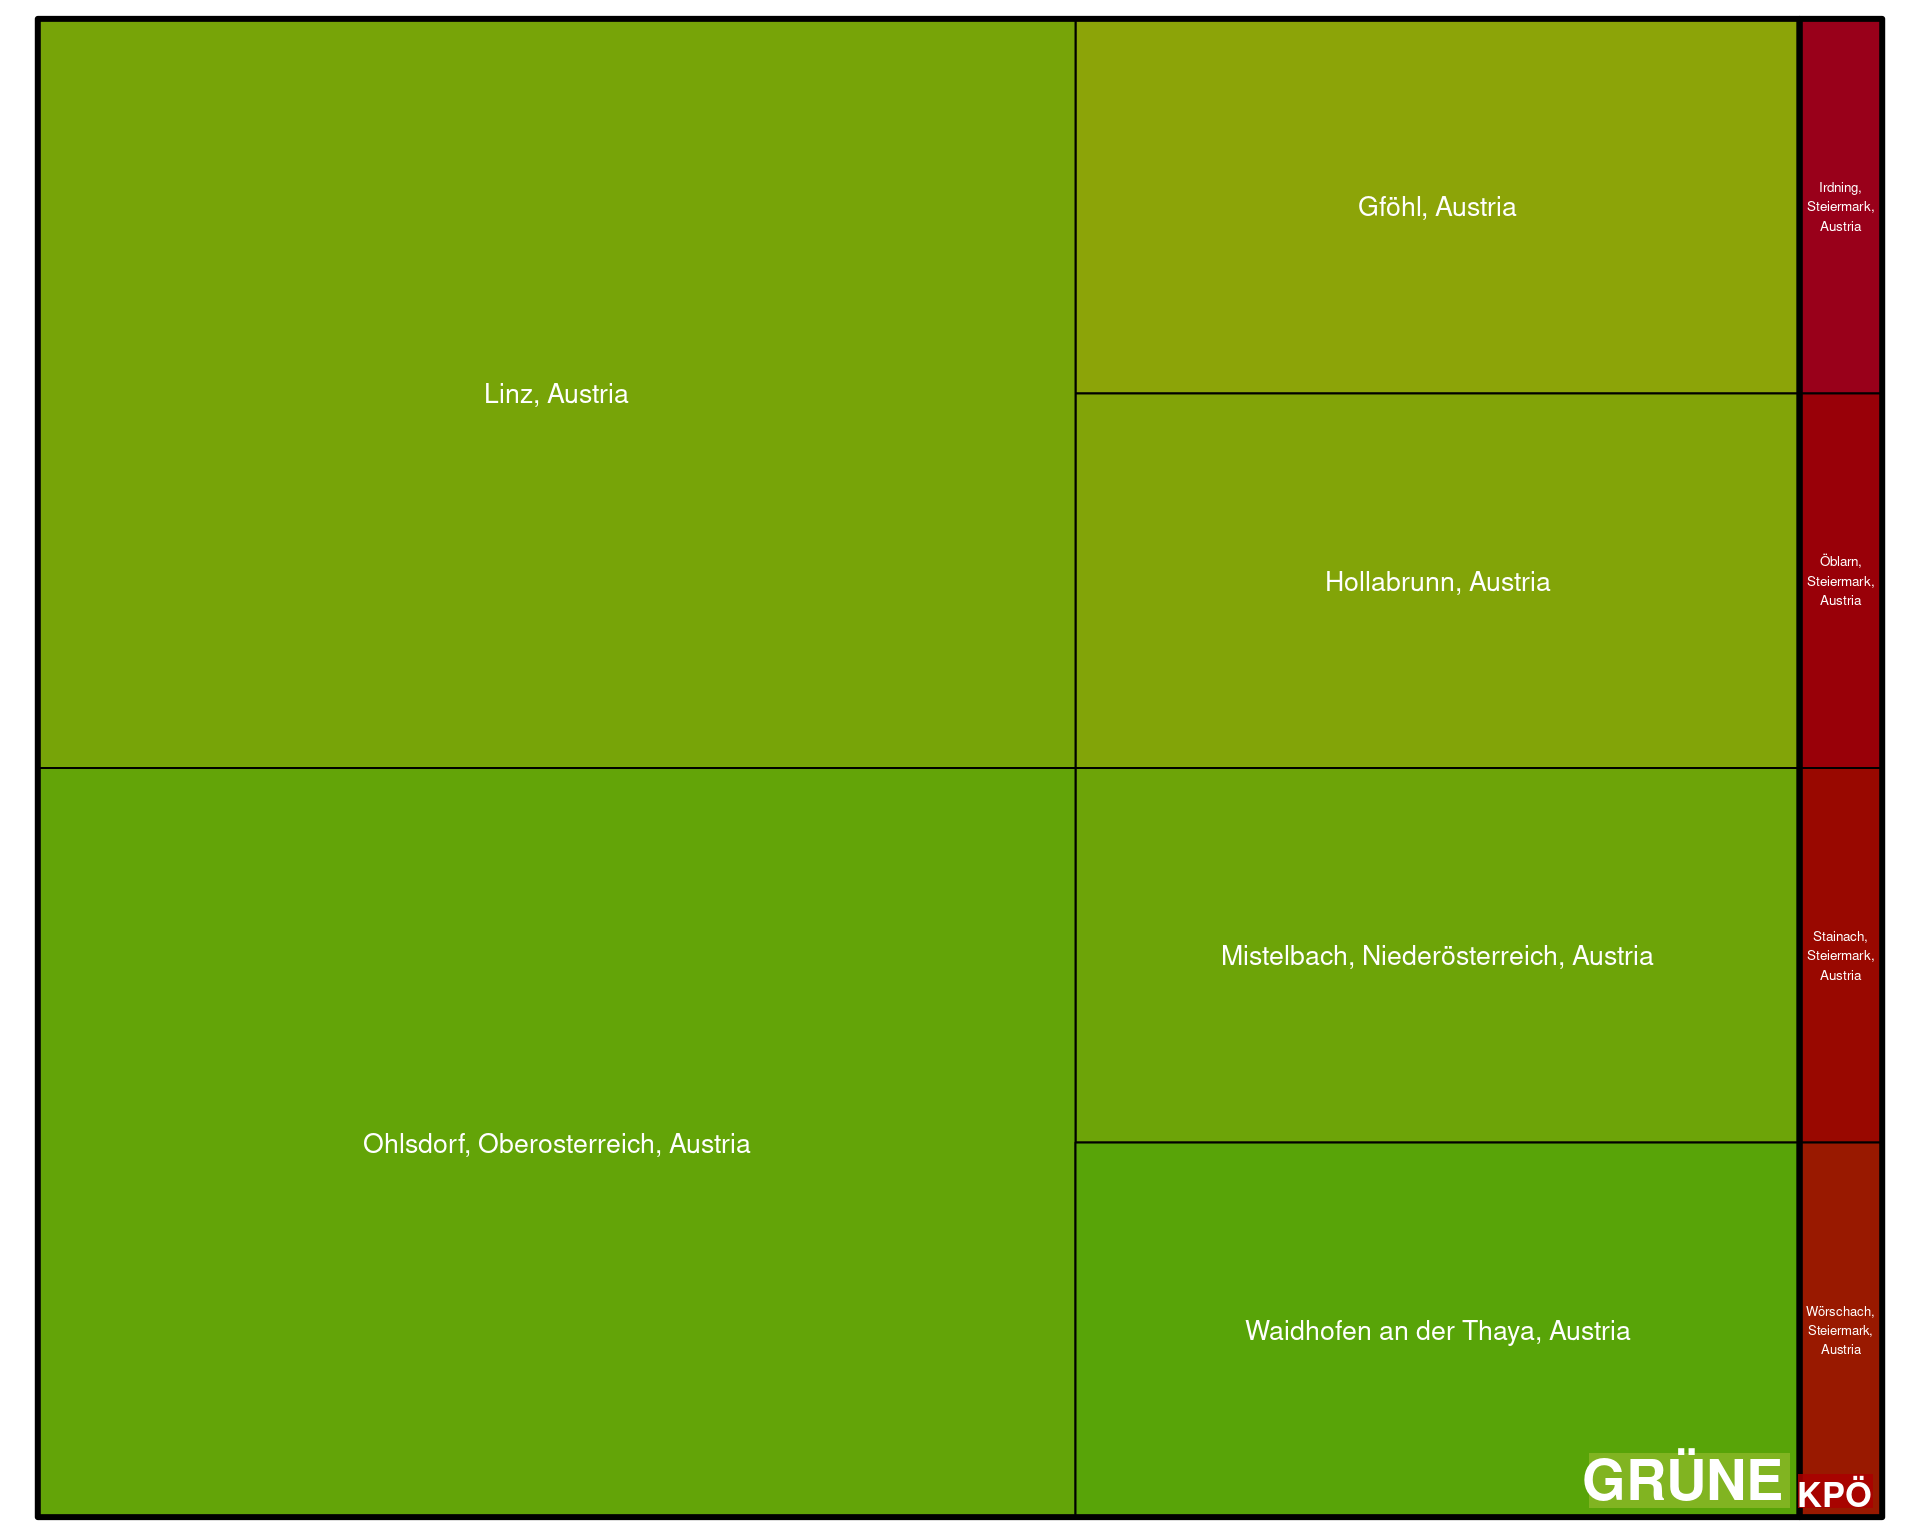 Linz, Austria
Ohlsdorf, Oberosterreich, Austria
Gföhl, Austria
Hollabrunn, Austria
Mistelbach, Niederösterreich, Austria
Waidhofen an der Thaya, Austria
GRÜNE
Irdning,
Steiermark,
Austria
Öblarn,
Steiermark,
Austria
Stainach,
Steiermark,
Austria
Wörschach,
Steiermark,
Austria
KPÖ